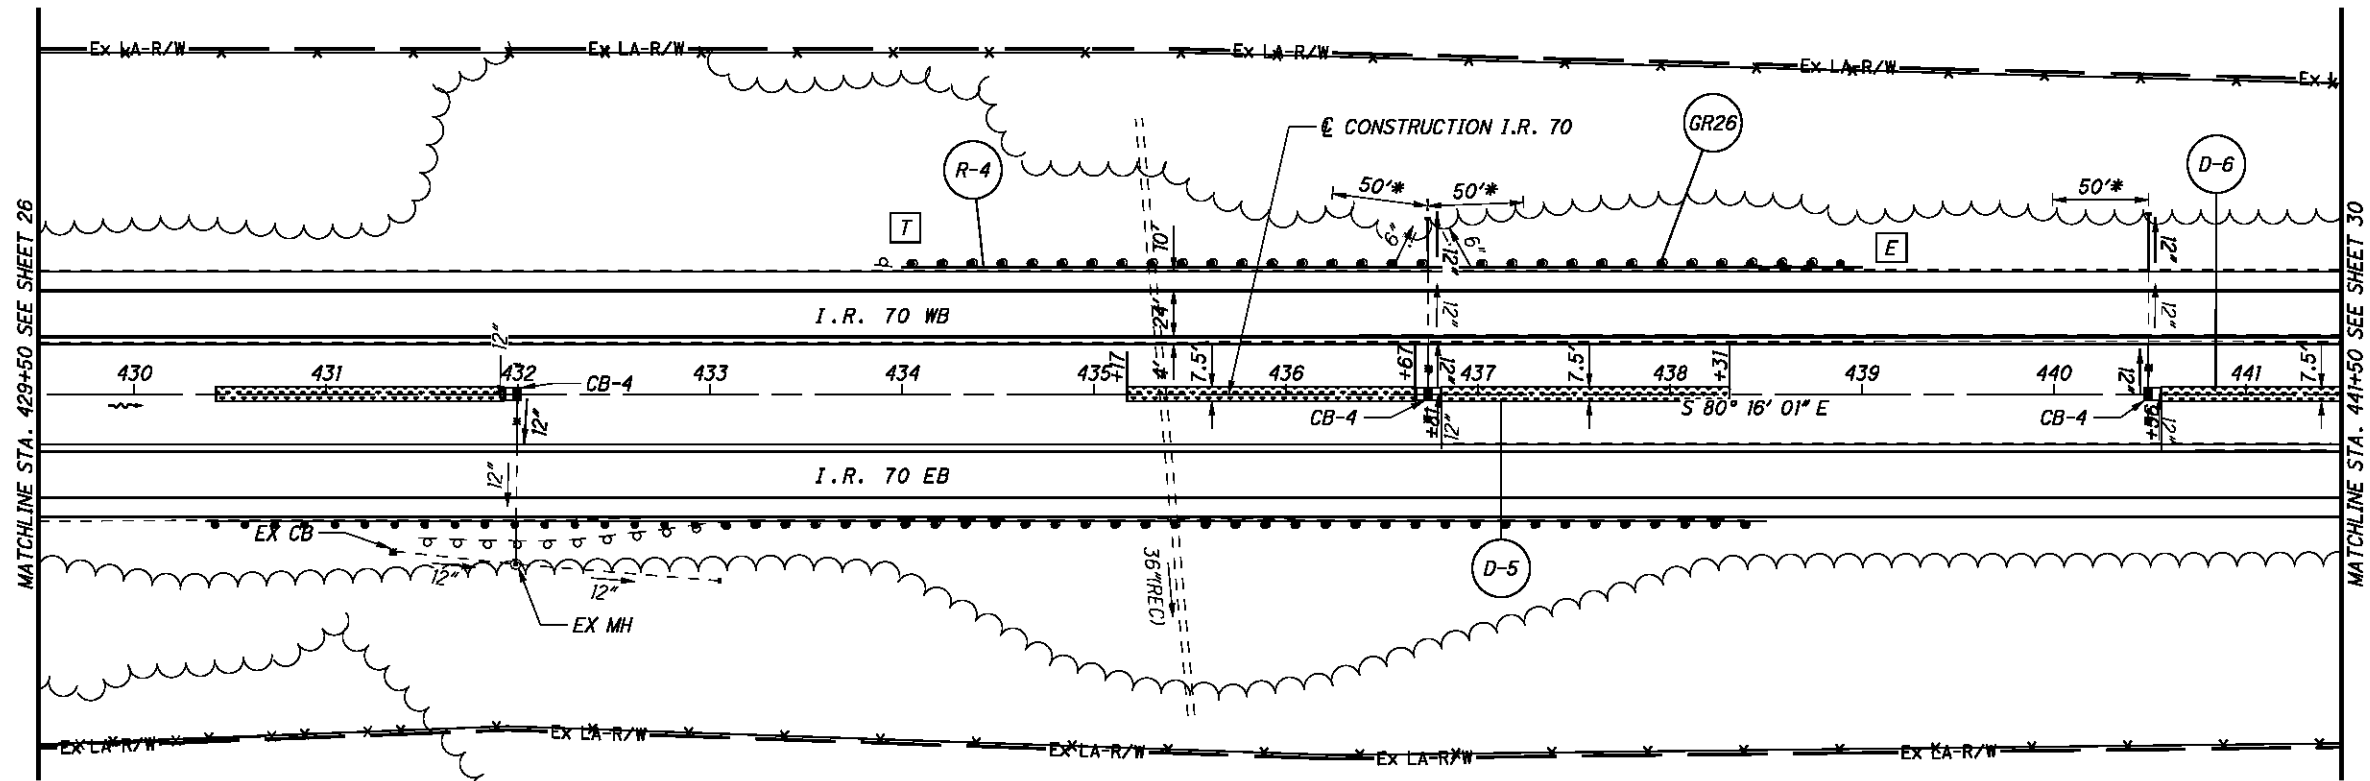 Ex LA-R/W
Ex LA-R/W
Ex LA-R/W
Ex LA-R/W
Ex L
℄ CONSTRUCTION I.R. 70
GR26
R-4
D-6
50'*
50'*
50'*
T
10'
6"
6"
12"
E
12"
I.R. 70 WB
24'
12"
12"
12"
430
431
432
433
434
435
436
437
438
439
440
441
CB-4
+17
4'
7.5'
+67
12"
7.5'
+31
12"
7.5'
12"
CB-4
+81
12"
S 80° 16' 01" E
CB-4
+56
12"
12"
I.R. 70 EB
EX CB
12"
12"
EX MH
36"(REC)
D-5
Ex LA-R/W
Ex LA-R/W
Ex LA-R/W
Ex LA-R/W
Ex LA-R/W
MATCHLINE STA. 429+50 SEE SHEET 26
MATCHLINE STA. 441+50 SEE SHEET 30